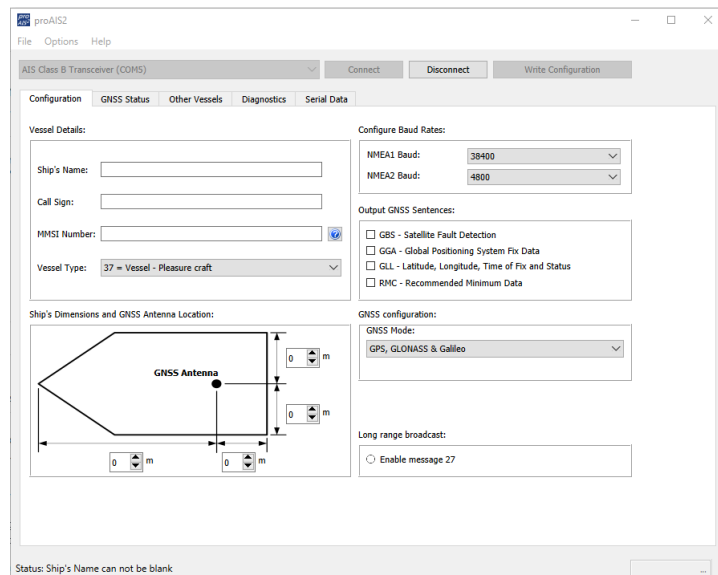 proAIS2
File Options Help
AIS Class B Transceiver (COM5) Connect Disconnect Write Configuration
Configuration GNSS Status Other Vessels Diagnostics Serial Data
Vessel Details:
Ship's Name:
Call Sign:
MMSI Number:
Vessel Type: 37 = Vessel - Pleasure craft
Configure Baud Rates:
NMEA1 Baud: 38400
NMEA2 Baud: 4800
Output GNSS Sentences:
GBS - Satellite Fault Detection
GGA - Global Positioning System Fix Data
GLL - Latitude, Longitude, Time of Fix and Status
RMC - Recommended Minimum Data
Ship's Dimensions and GNSS Antenna Location:
GNSS Antenna
0 m
0 m
0 m 0 m
GNSS configuration:
GNSS Mode:
GPS, GLONASS & Galileo
Long range broadcast:
Enable message 27
Status: Ship's Name can not be blank ...